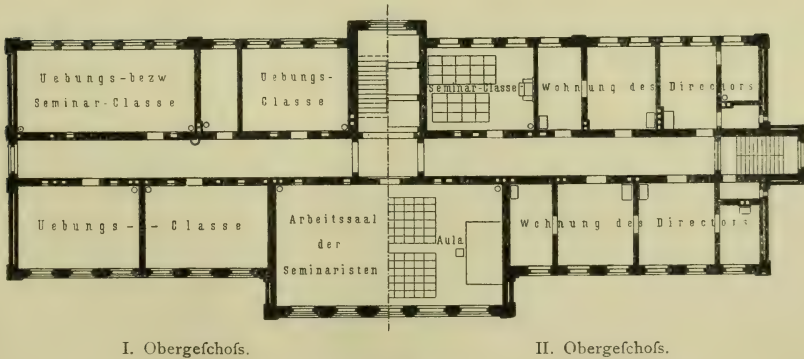 I
Uebungs-bezw
Seminar-Classe
Uebungs-
Classe
Seminar-Classe
Wohnung des Directors
Uebungs - - Classe
Arbeitssaal
der
Seminaristen
Aula
Wohnung des Directors
I. Obergeſchoſs.
II. Obergeſchoſs.